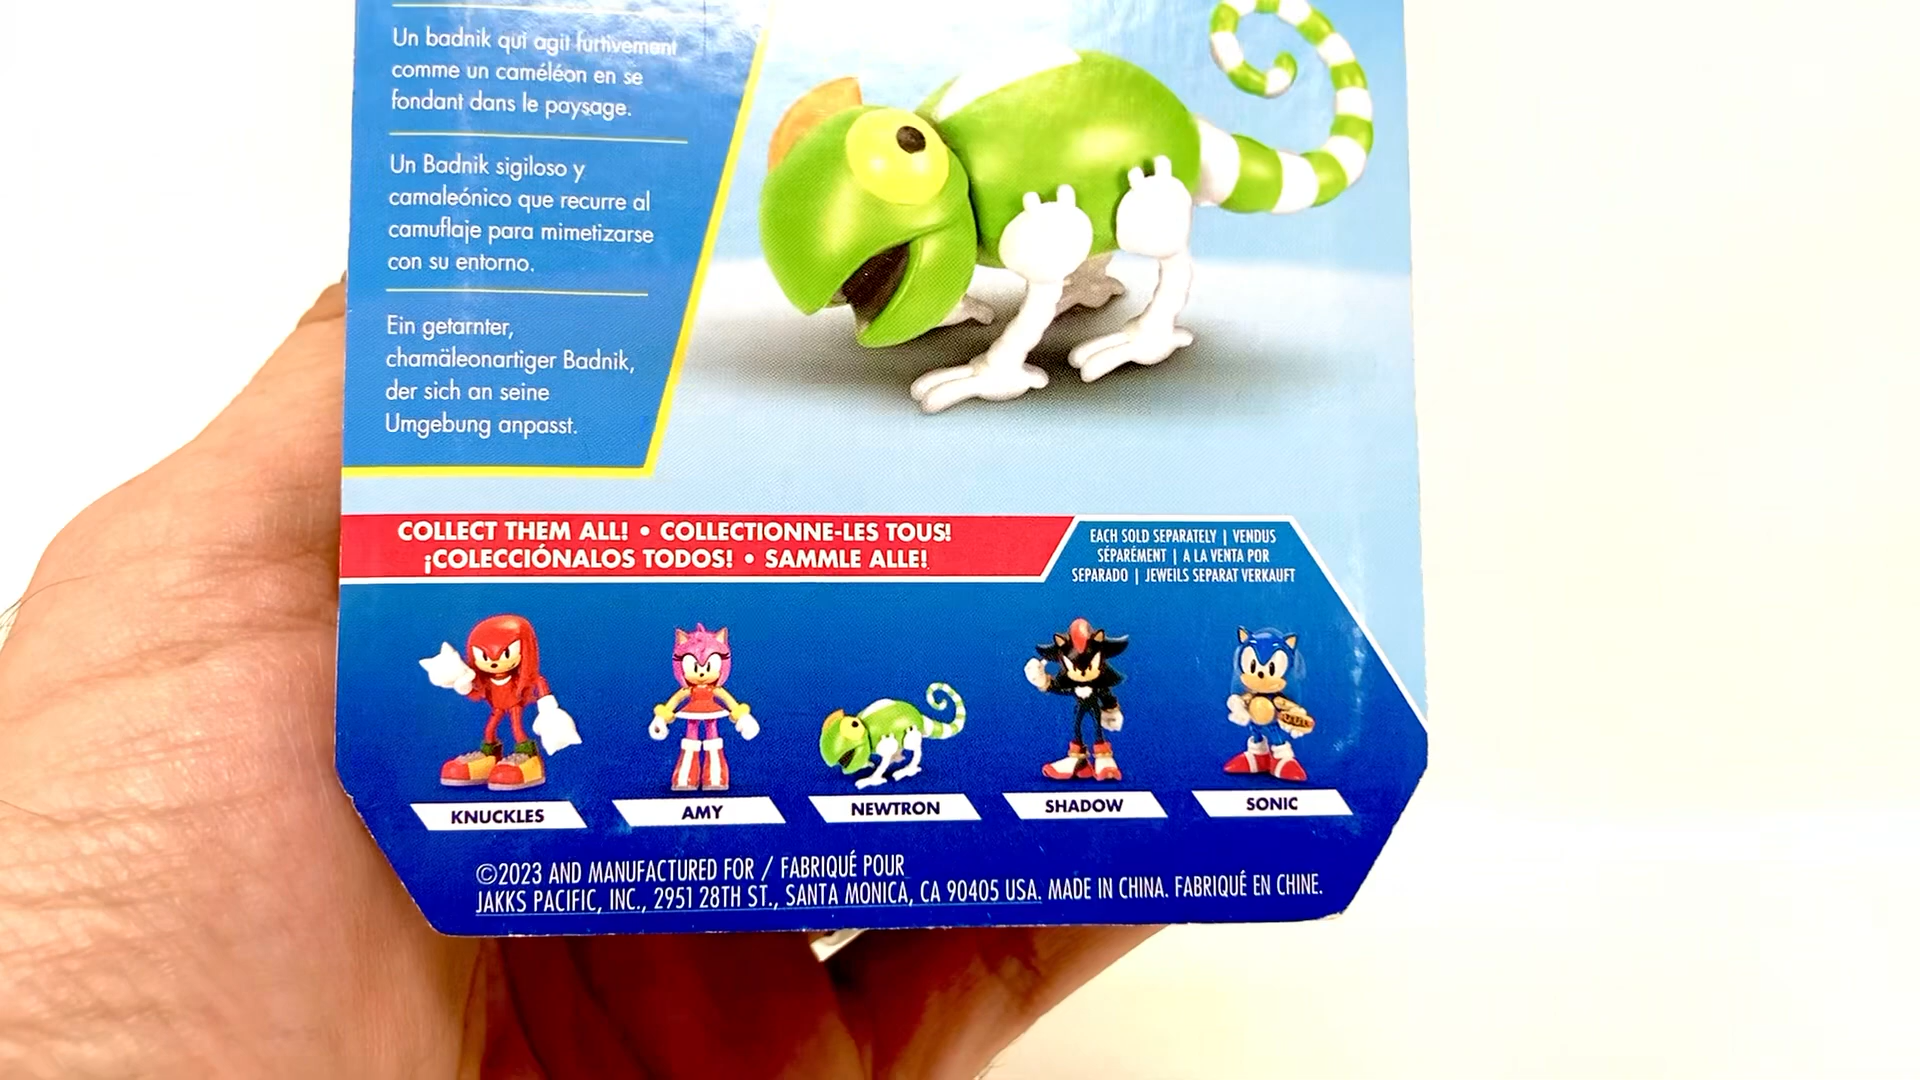 Un badnik qui agit furtivement
comme un caméléon en se
fondant dans le paysage.
Un Badnik sigiloso y
camaleónico que recurre al
camuflaje para mimetizarse
con su entorno.
Ein getarnter,
chamäleonartiger Badnik,
der sich an seine
Umgebung anpasst.
COLLECT THEM ALL! • COLLECTIONNE-LES TOUS!
¡COLECCIÓNALOS TODOS! • SAMMLE ALLE!
EACH SOLD SEPARATELY | VENDUS
SÉPARÉMENT | A LA VENTA POR
SEPARADO | JEWEILS SEPARAT VERKAUFT
KNUCKLES
AMY
NEWTRON
SHADOW
SONIC
©2023 AND MANUFACTURED FOR / FABRIQUÉ POUR
JAKKS PACIFIC, INC., 2951 28TH ST., SANTA MONICA, CA 90405 USA. MADE IN CHINA. FABRIQUÉ EN CHINE.